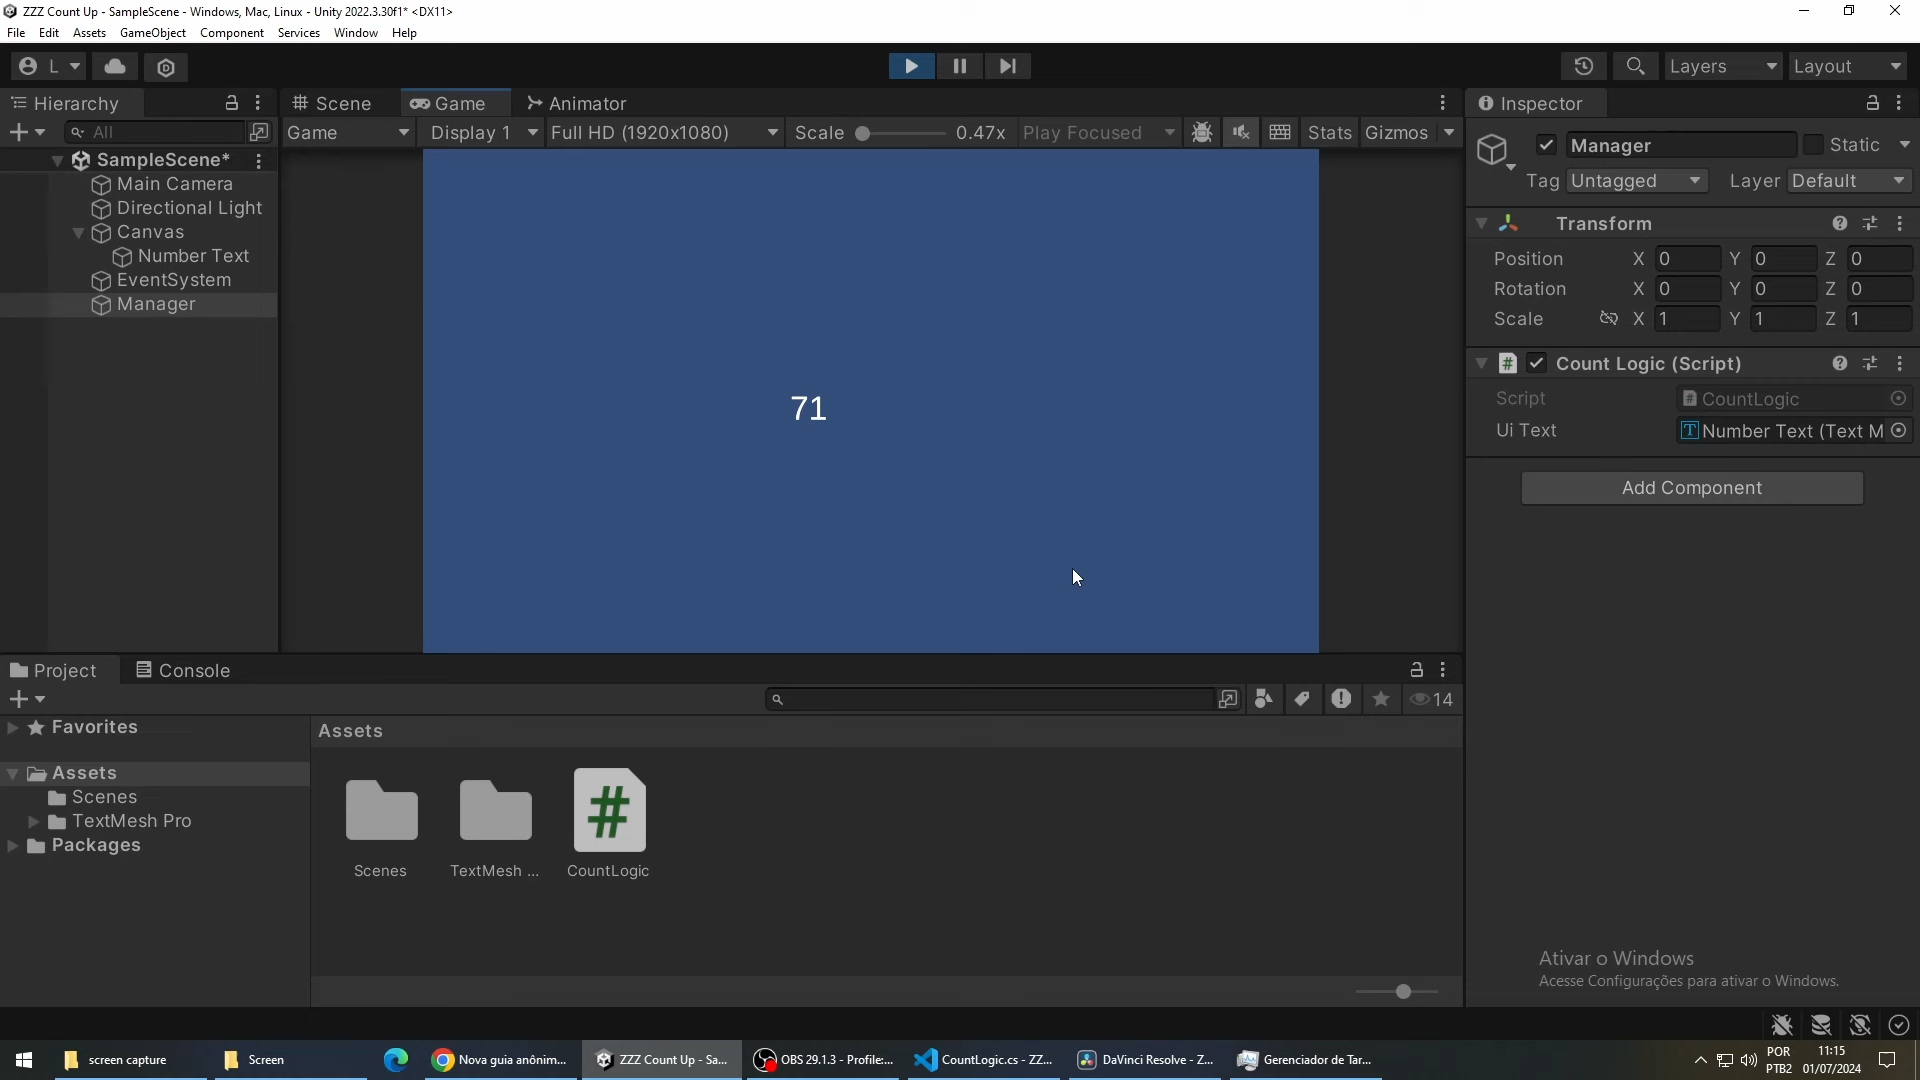 ZZZ Count Up - SampleScene - Windows, Mac, Linux - Unity 2022.3.30f1* <DX11>
File Edit Assets GameObject Component Services Window Help
L Layers Layout
Hierarchy Scene Game Animator Inspector
All Game Display 1 Full HD (1920x1080) Scale 0.47x Play Focused Stats Gizmos
Manager Static
Tag Untagged Layer Default
SampleScene*
Main Camera
Directional Light
Canvas
Number Text
EventSystem
Manager
71
Transform
Position X 0 Y 0 Z 0
Rotation X 0 Y 0 Z 0
Scale X 1 Y 1 Z 1
Count Logic (Script)
Script CountLogic
Ui Text Number Text (Text M
Add Component
Project Console
14
Favorites
Assets
Scenes
TextMesh Pro
Packages
Assets
Scenes TextMesh ... CountLogic
Ativar o Windows
Acesse Configurações para ativar o Windows.
screen capture Screen Nova guia anônim... ZZZ Count Up - Sa... OBS 29.1.3 - Profile:... CountLogic.cs - ZZ... DaVinci Resolve - Z... Gerenciador de Tar...
POR
PTB2
11:15
01/07/2024